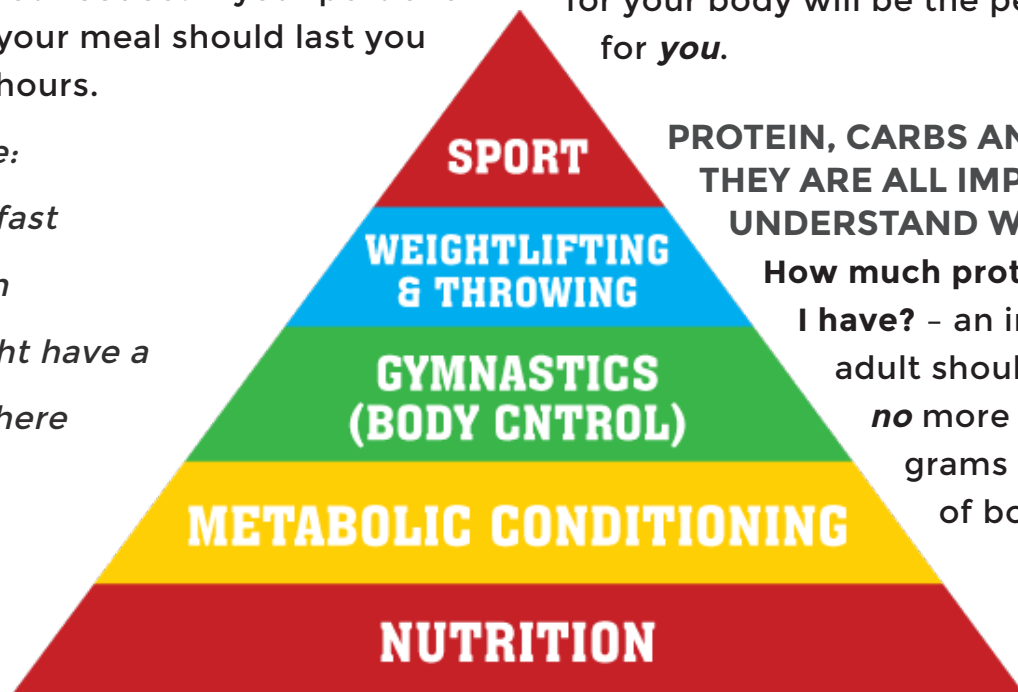 your meal should last you
hours.
fast
ht have a
here
for your body will be the pe
for you.
SPORT
WEIGHTLIFTING
& THROWING
GYMNASTICS
(BODY CNTROL)
METABOLIC CONDITIONING
NUTRITION
PROTEIN, CARBS AN
THEY ARE ALL IMP
UNDERSTAND W
How much prot
I have? – an i
adult shoul
no more
grams
of bo